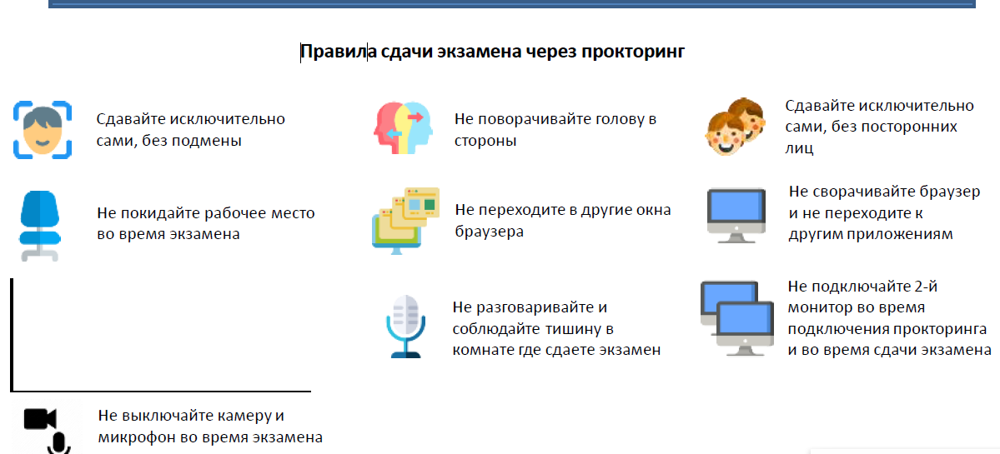 Правила сдачи экзамена через прокторинг
Сдавайте исключительно
сами, без подмены
Не поворачивайте голову в
стороны
Сдавайте исключительно
сами, без посторонних
лиц
Не покидайте рабочее место
во время экзамена
Не переходите в другие окна
браузера
Не сворачивайте браузер
и не переходите к
другим приложениям
Не разговаривайте и
соблюдайте тишину в
комнате где сдаете экзамен
Не подключайте 2-й
монитор во время
подключения прокторинга
и во время сдачи экзамена
Не выключайте камеру и
микрофон во время экзамена